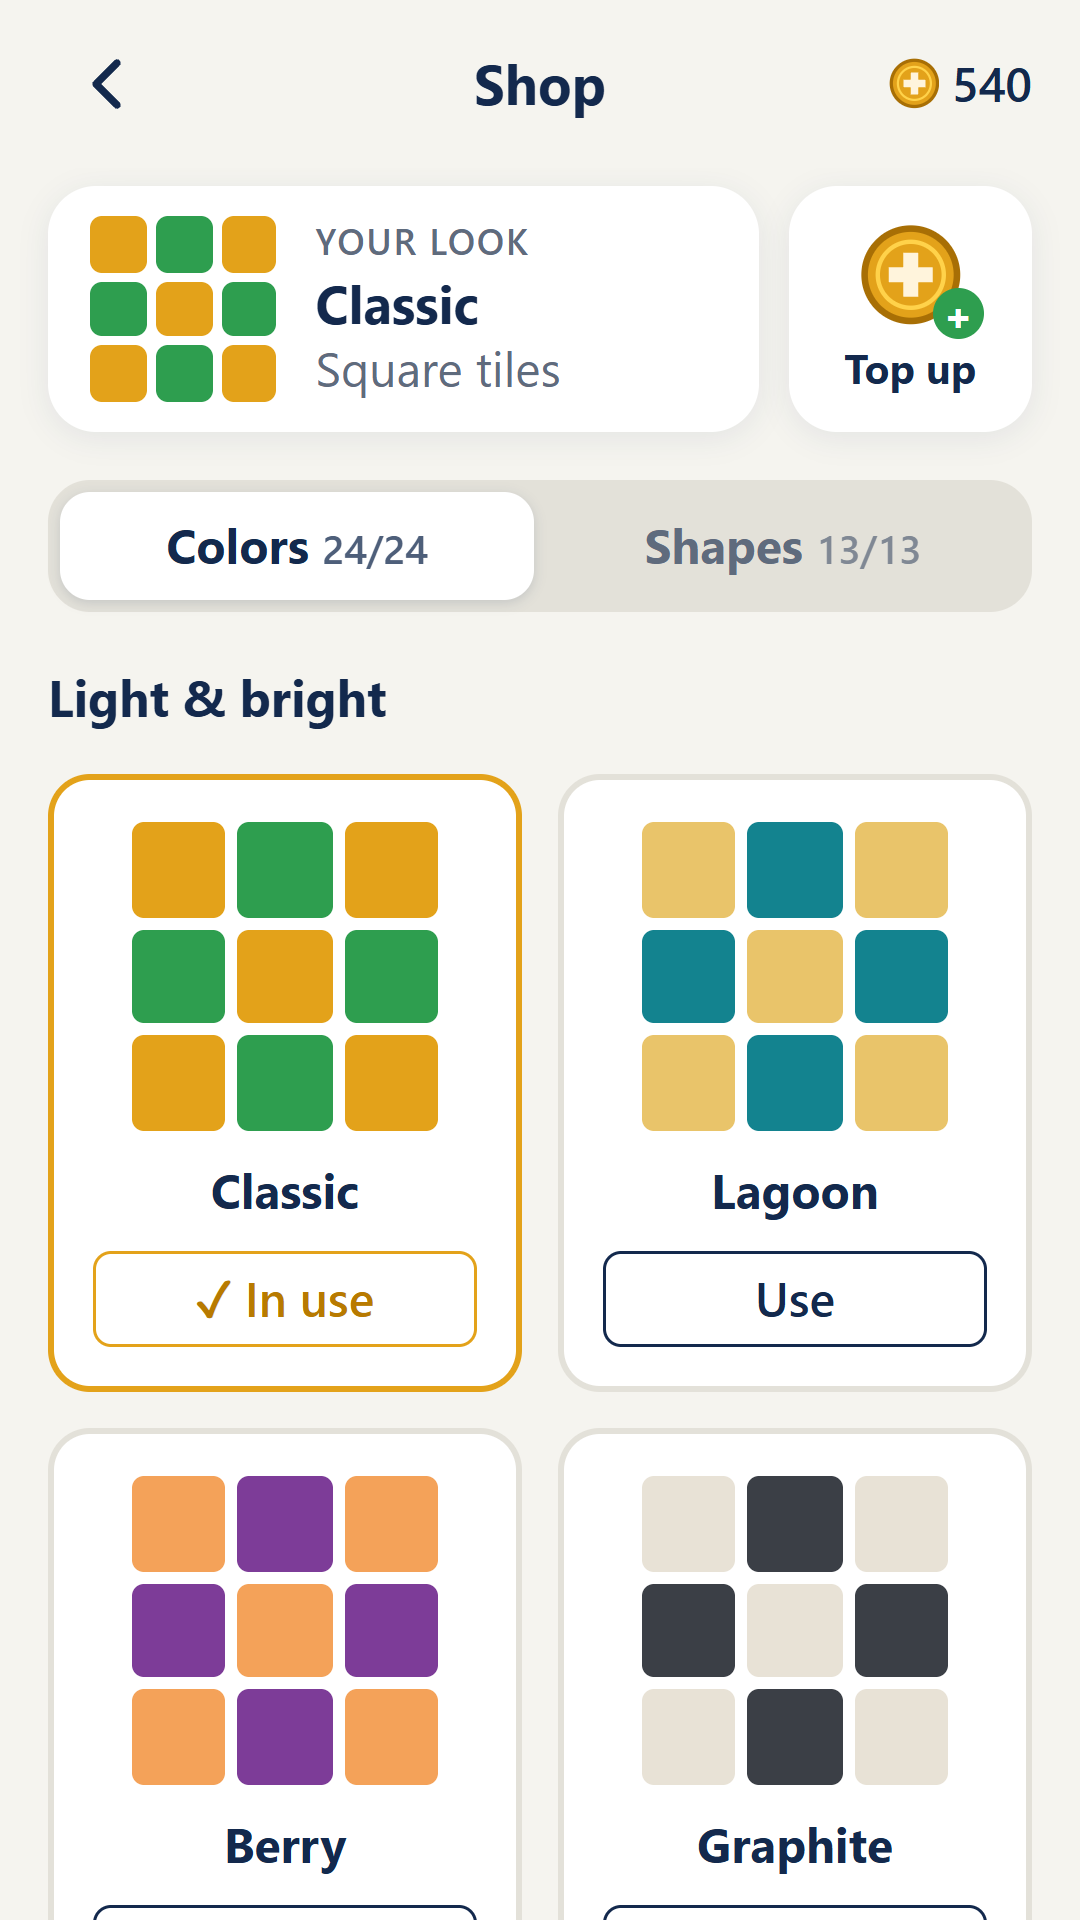 Shop
540
YOUR LOOK
Classic
Square tiles
Top up
Colors 24/24
Shapes 13/13
Light & bright
Classic
Lagoon
✓ In use
Use
Berry
Graphite